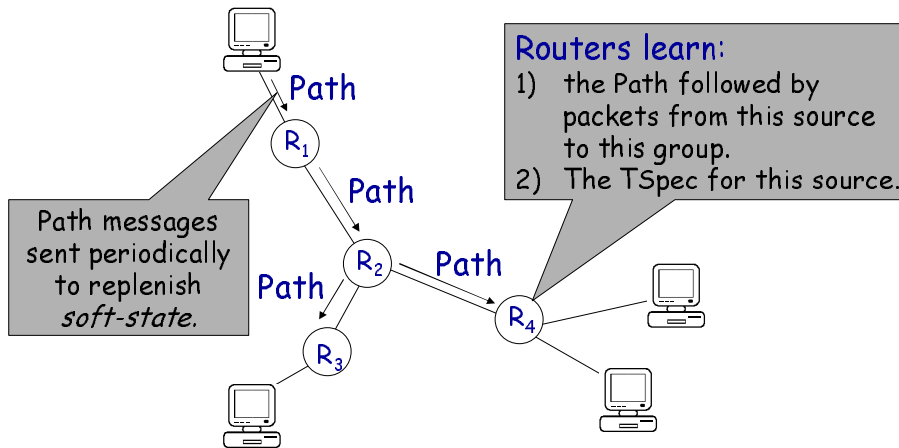 Path
R1
Path
R2
Path
Path
R3
R4
Path messages
sent periodically
to replenish
soft-state.
Routers learn:
1) the Path followed by
packets from this source
to this group.
2) The TSpec for this source.